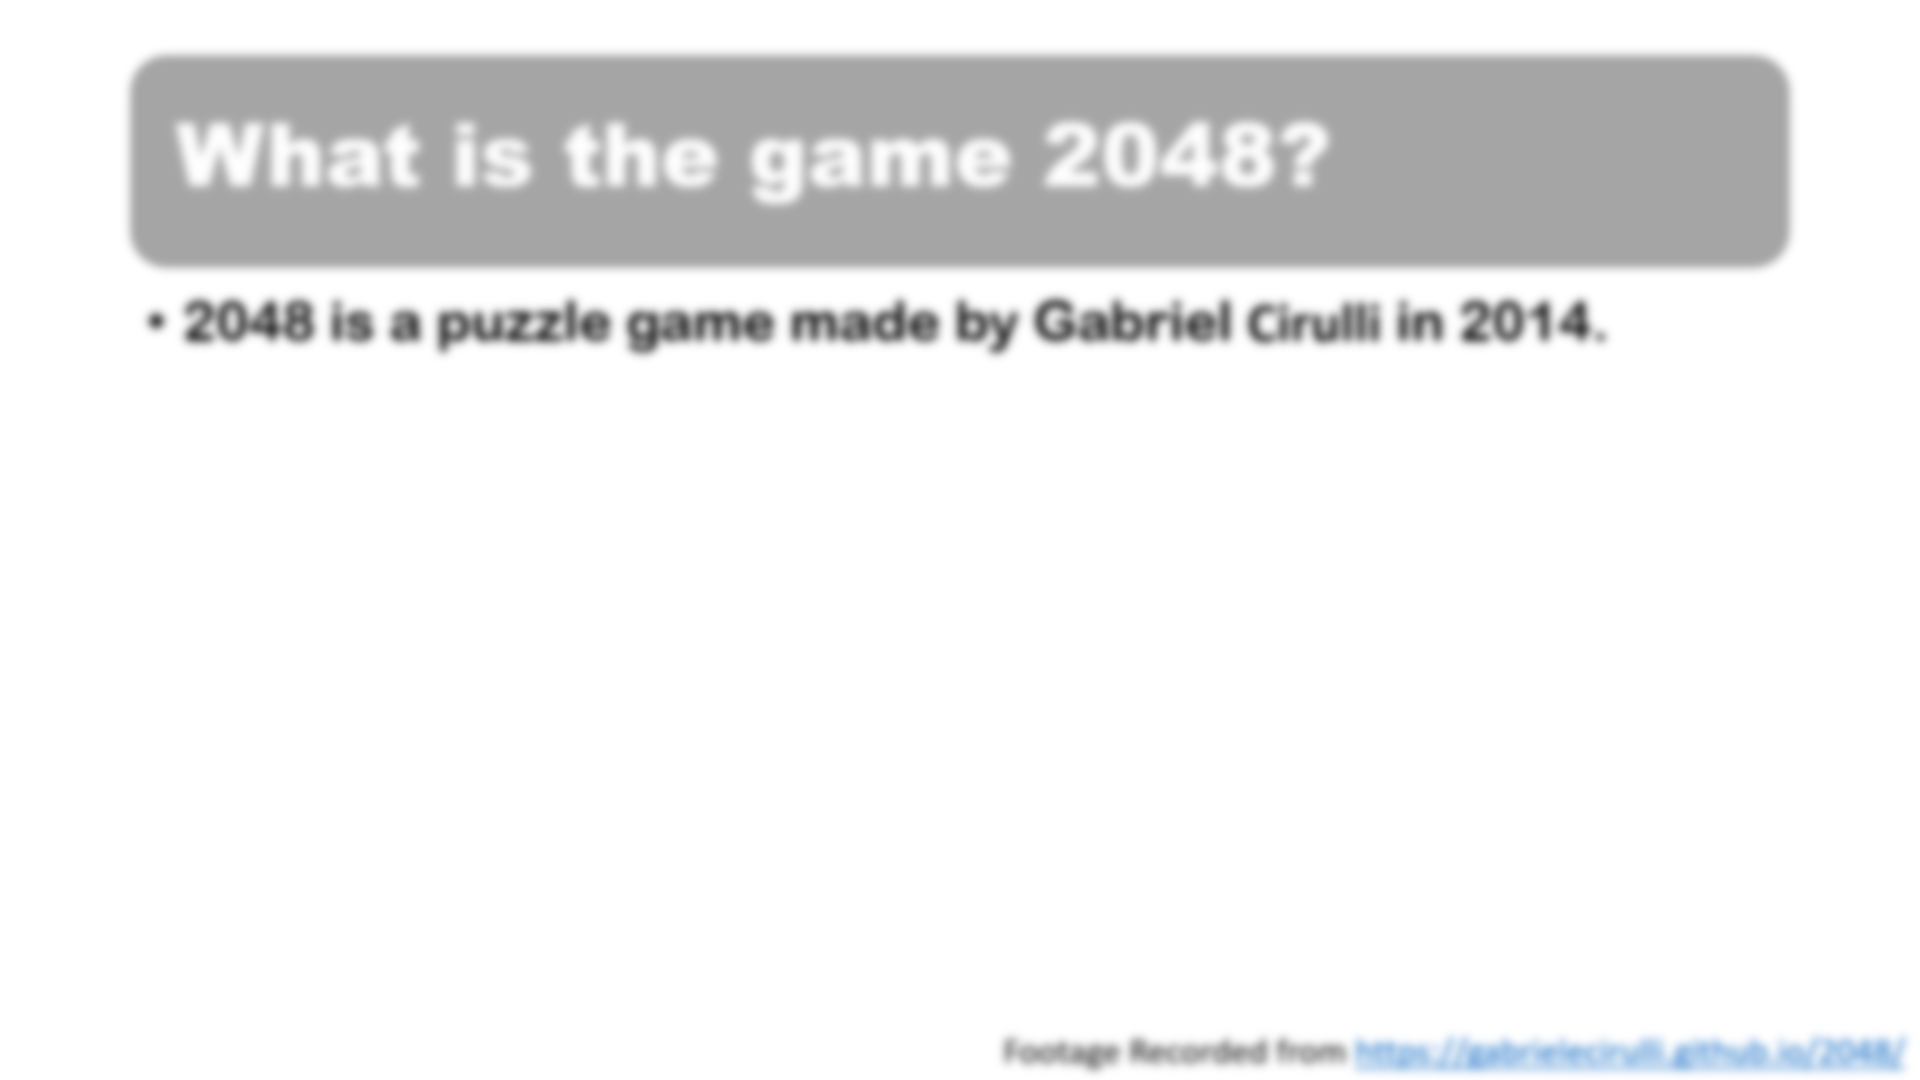 What is the game 2048?
• 2048 is a puzzle game made by Gabriel Cirulli in 2014.
Footage Recorded from https://gabrielecirulli.github.io/2048/